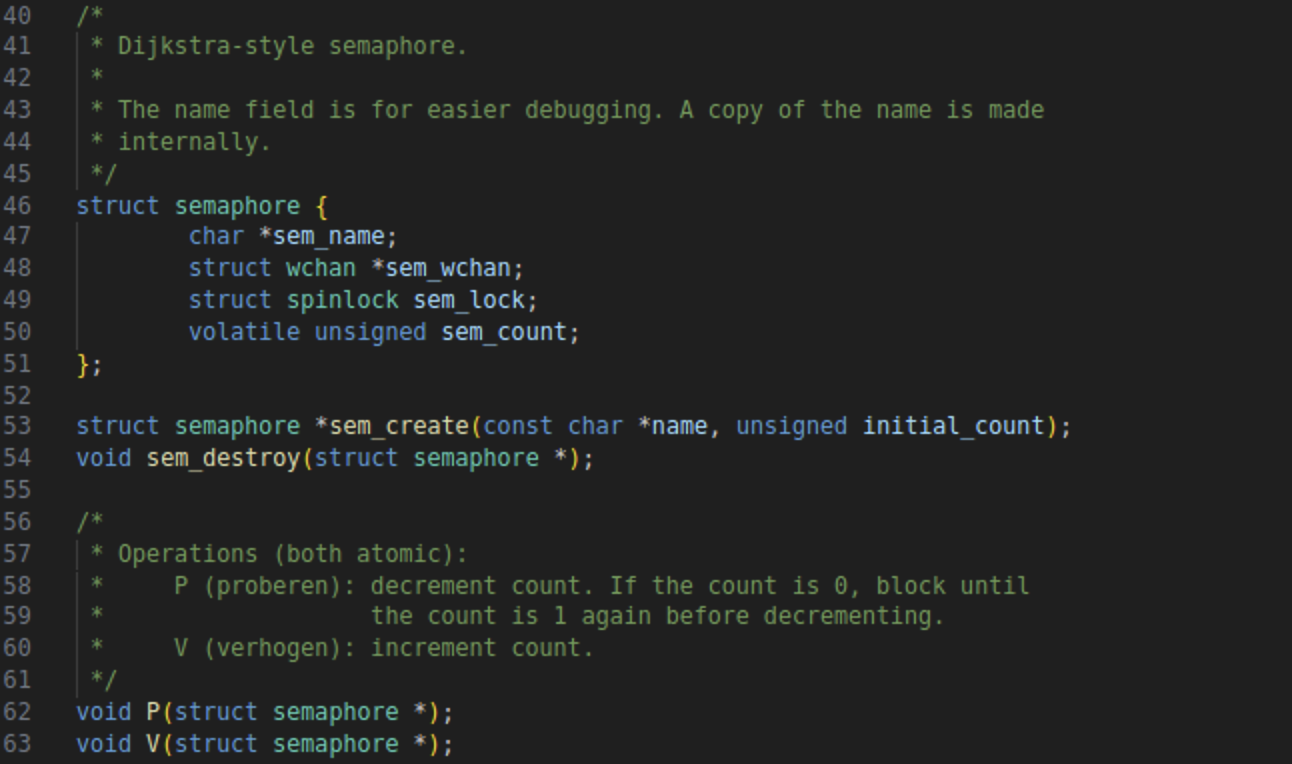 40 /*
41  * Dijkstra-style semaphore.
42  *
43  * The name field is for easier debugging. A copy of the name is made
44  * internally.
45  */
46 struct semaphore {
47         char *sem_name;
48         struct wchan *sem_wchan;
49         struct spinlock sem_lock;
50         volatile unsigned sem_count;
51 };
52
53 struct semaphore *sem_create(const char *name, unsigned initial_count);
54 void sem_destroy(struct semaphore *);
55
56 /*
57  * Operations (both atomic):
58  *     P (proberen): decrement count. If the count is 0, block until
59  *                   the count is 1 again before decrementing.
60  *     V (verhogen): increment count.
61  */
62 void P(struct semaphore *);
63 void V(struct semaphore *);